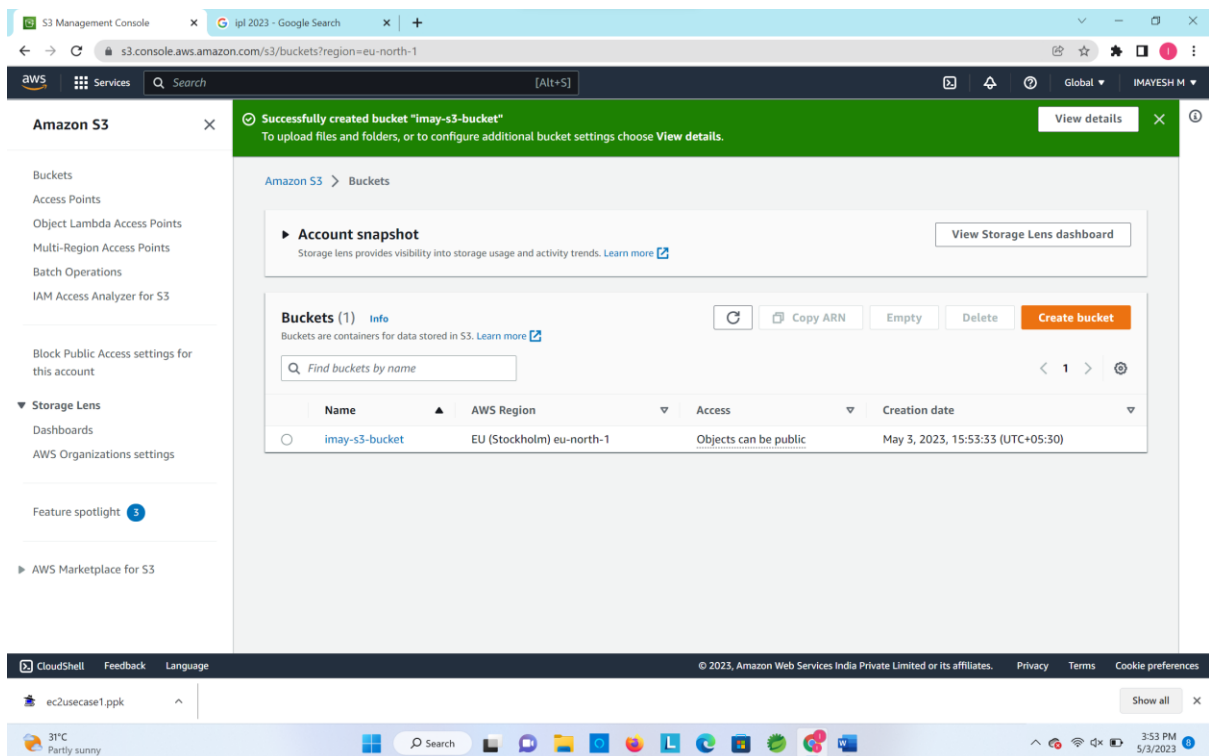 S3 Management Console
ipl 2023 - Google Search
s3.console.aws.amazon.com/s3/buckets?region=eu-north-1
aws Services Search [Alt+S] Global IMAYESH M
Amazon S3
Buckets
Access Points
Object Lambda Access Points
Multi-Region Access Points
Batch Operations
IAM Access Analyzer for S3
Block Public Access settings for
this account
Storage Lens
Dashboards
AWS Organizations settings
Feature spotlight 3
AWS Marketplace for S3
Successfully created bucket "imay-s3-bucket"
To upload files and folders, or to configure additional bucket settings choose View details.
View details
Amazon S3 > Buckets
Account snapshot
Storage lens provides visibility into storage usage and activity trends. Learn more
View Storage Lens dashboard
Buckets (1) Info
Buckets are containers for data stored in S3. Learn more
Copy ARN Empty Delete Create bucket
Find buckets by name
1
Name AWS Region Access Creation date
imay-s3-bucket EU (Stockholm) eu-north-1 Objects can be public May 3, 2023, 15:53:33 (UTC+05:30)
CloudShell Feedback Language © 2023, Amazon Web Services India Private Limited or its affiliates. Privacy Terms Cookie preferences
ec2usecase1.ppk Show all
31°C
Partly sunny
Search
3:53 PM
5/3/2023
8